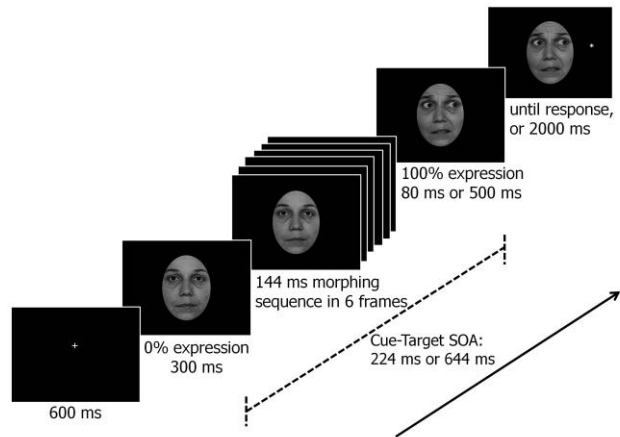 600 ms
0% expression
300 ms
144 ms morphing
sequence in 6 frames
100% expression
80 ms or 500 ms
until response,
or 2000 ms
Cue-Target SOA:
224 ms or 644 ms